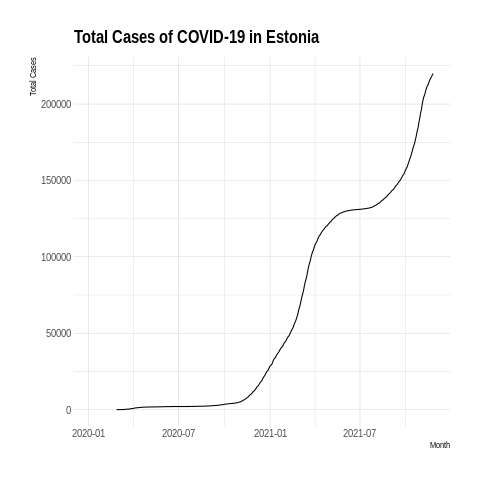 Total Cases of COVID-19 in Estonia
Total Cases
200000
150000
100000
50000
0
2020-01 2020-07 2021-01 2021-07
Month